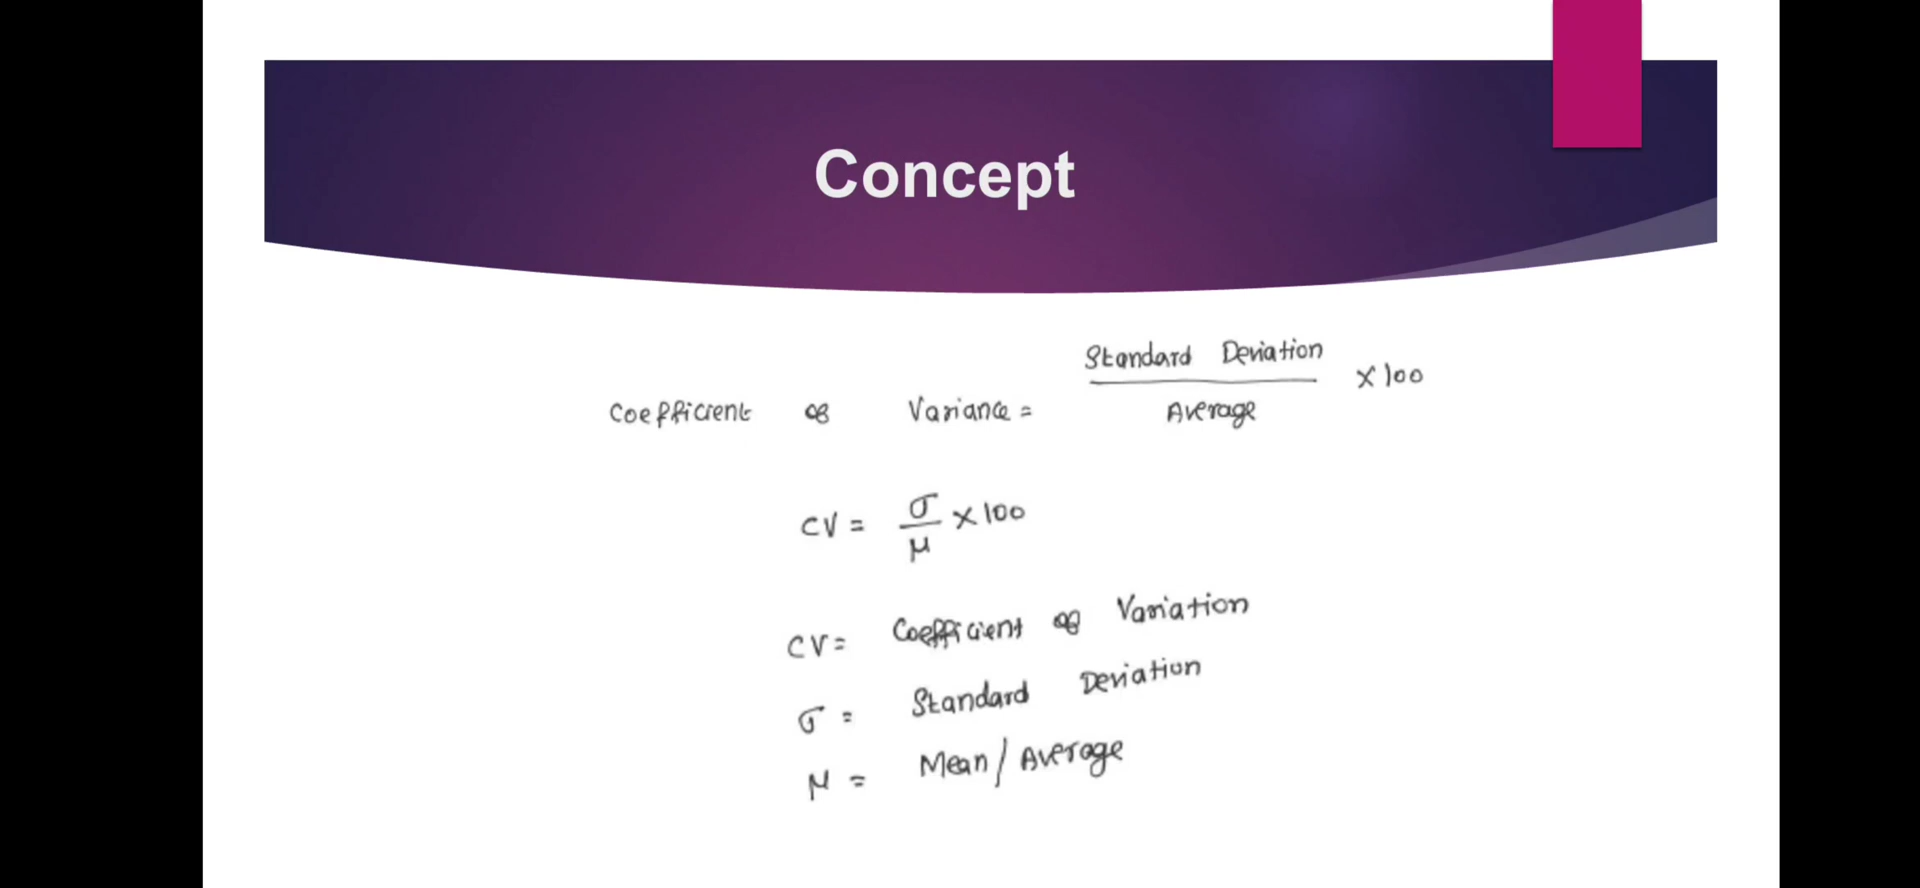 Concept
Coefficient of Variance = Standard Deviation / Average × 100
CV = σ / μ × 100
CV = Coefficient of Variation
σ = Standard Deviation
μ = Mean / Average